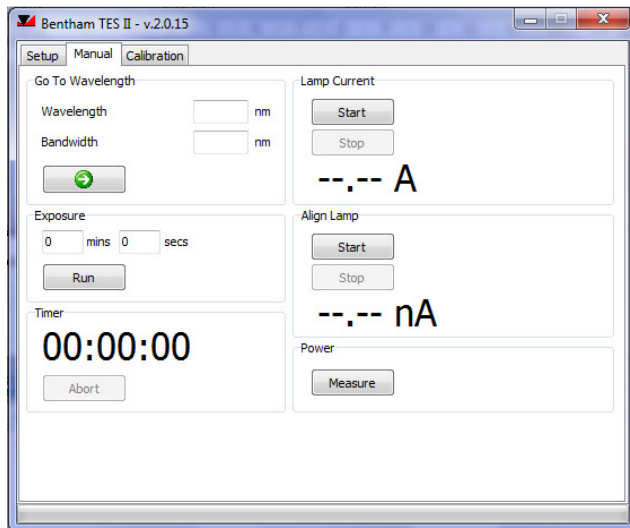 Bentham TES II - v.2.0.15
Setup Manual Calibration
Go To Wavelength
Wavelength nm
Bandwidth nm
Exposure
0 mins 0 secs
Run
Timer
00:00:00
Abort
Lamp Current
Start
Stop
--.-- A
Align Lamp
Start
Stop
--.-- nA
Power
Measure